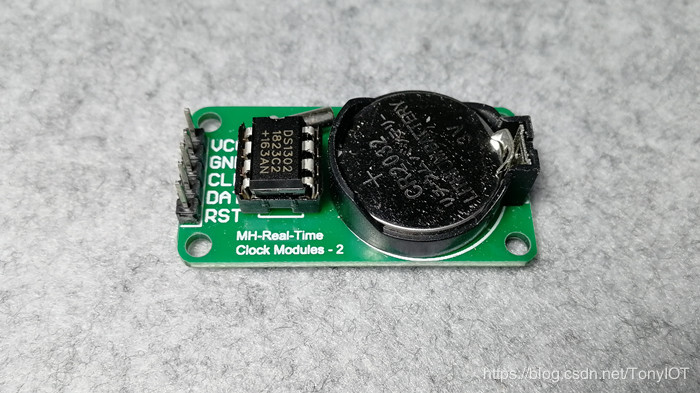 VCC
GND
CLK
DAT
RST
DS1302
1823C2
+163AN
MH-Real-Time
Clock Modules - 2
+
CR2032
https://blog.csdn.net/TonyIOT